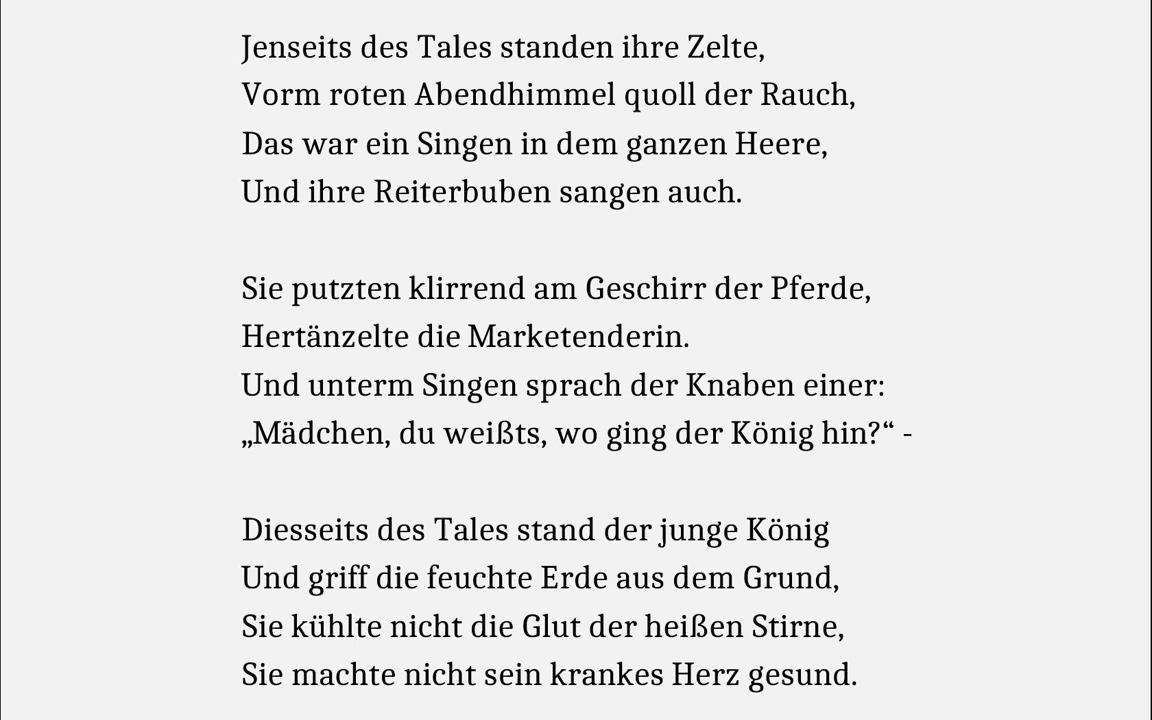 Jenseits des Tales standen ihre Zelte,
Vorm roten Abendhimmel quoll der Rauch,
Das war ein Singen in dem ganzen Heere,
Und ihre Reiterbuben sangen auch.

Sie putzten klirrend am Geschirr der Pferde,
Hertänzelte die Marketenderin.
Und unterm Singen sprach der Knaben einer:
„Mädchen, du weißts, wo ging der König hin?“ -

Diesseits des Tales stand der junge König
Und griff die feuchte Erde aus dem Grund,
Sie kühlte nicht die Glut der heißen Stirne,
Sie machte nicht sein krankes Herz gesund.